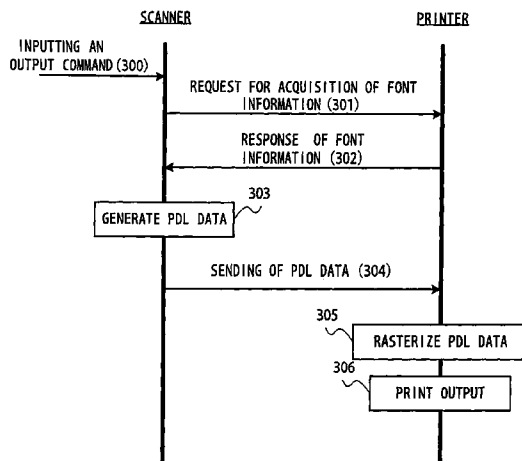 SCANNER
PRINTER
INPUTTING AN
OUTPUT COMMAND(300)
REQUEST FOR ACQUISITION OF FONT
INFORMATION(301)
RESPONSE OF FONT
INFORMATION(302)
303
GENERATE PDL DATA
SENDING OF PDL DATA (304)
305
RASTERIZE PDL DATA
306
PRINT OUTPUT